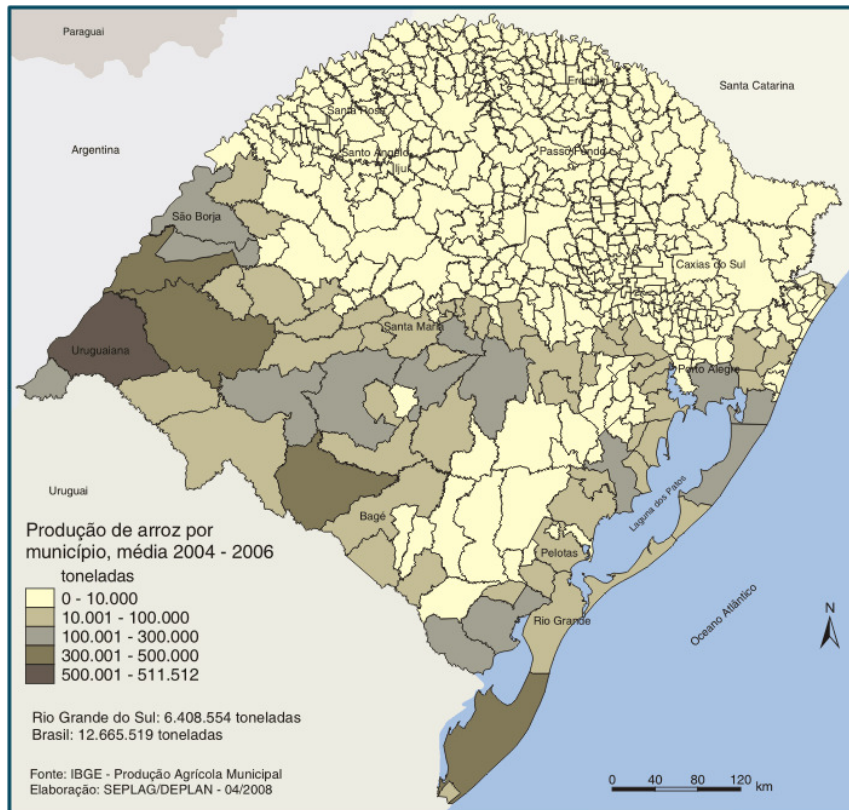 Paraguai
Santa Catarina
Erechim
Santa Rosa
Argentina
Santo Ângelo
Passo Fundo
Ijuí
São Borja
Caxias do Sul
Santa Maria
Uruguaiana
Porto Alegre
Uruguai
Laguna dos Patos
Bagé
Produção de arroz por
município, média 2004 - 2006
toneladas
0 - 10.000
10.001 - 100.000
100.001 - 300.000
300.001 - 500.000
500.001 - 511.512
Pelotas
Rio Grande
Oceano Atlântico
N
Rio Grande do Sul: 6.408.554 toneladas
Brasil: 12.665.519 toneladas
Fonte: IBGE - Produção Agrícola Municipal
Elaboração: SEPLAG/DEPLAN - 04/2008
0 40 80 120 km